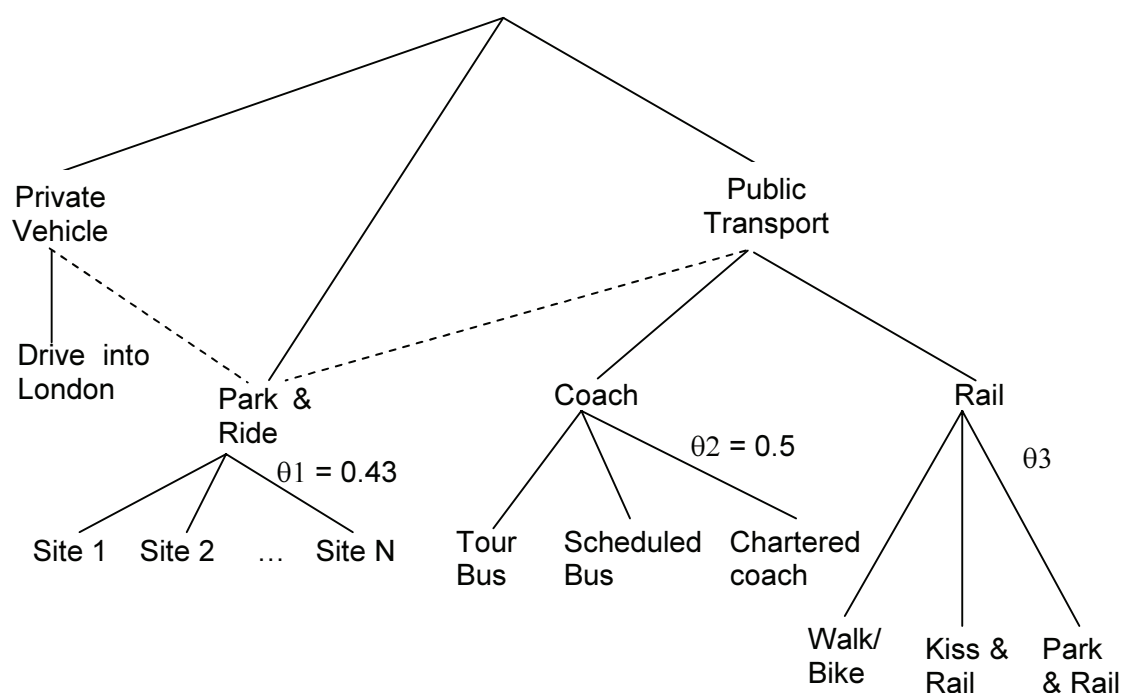 Private
Vehicle
Public
Transport
Drive into
London
Park &
Ride
Coach
Rail
θ1 = 0.43
θ2 = 0.5
θ3
Site 1
Site 2
...
Site N
Tour
Bus
Scheduled
Bus
Chartered
coach
Walk/
Bike
Kiss &
Rail
Park
& Rail